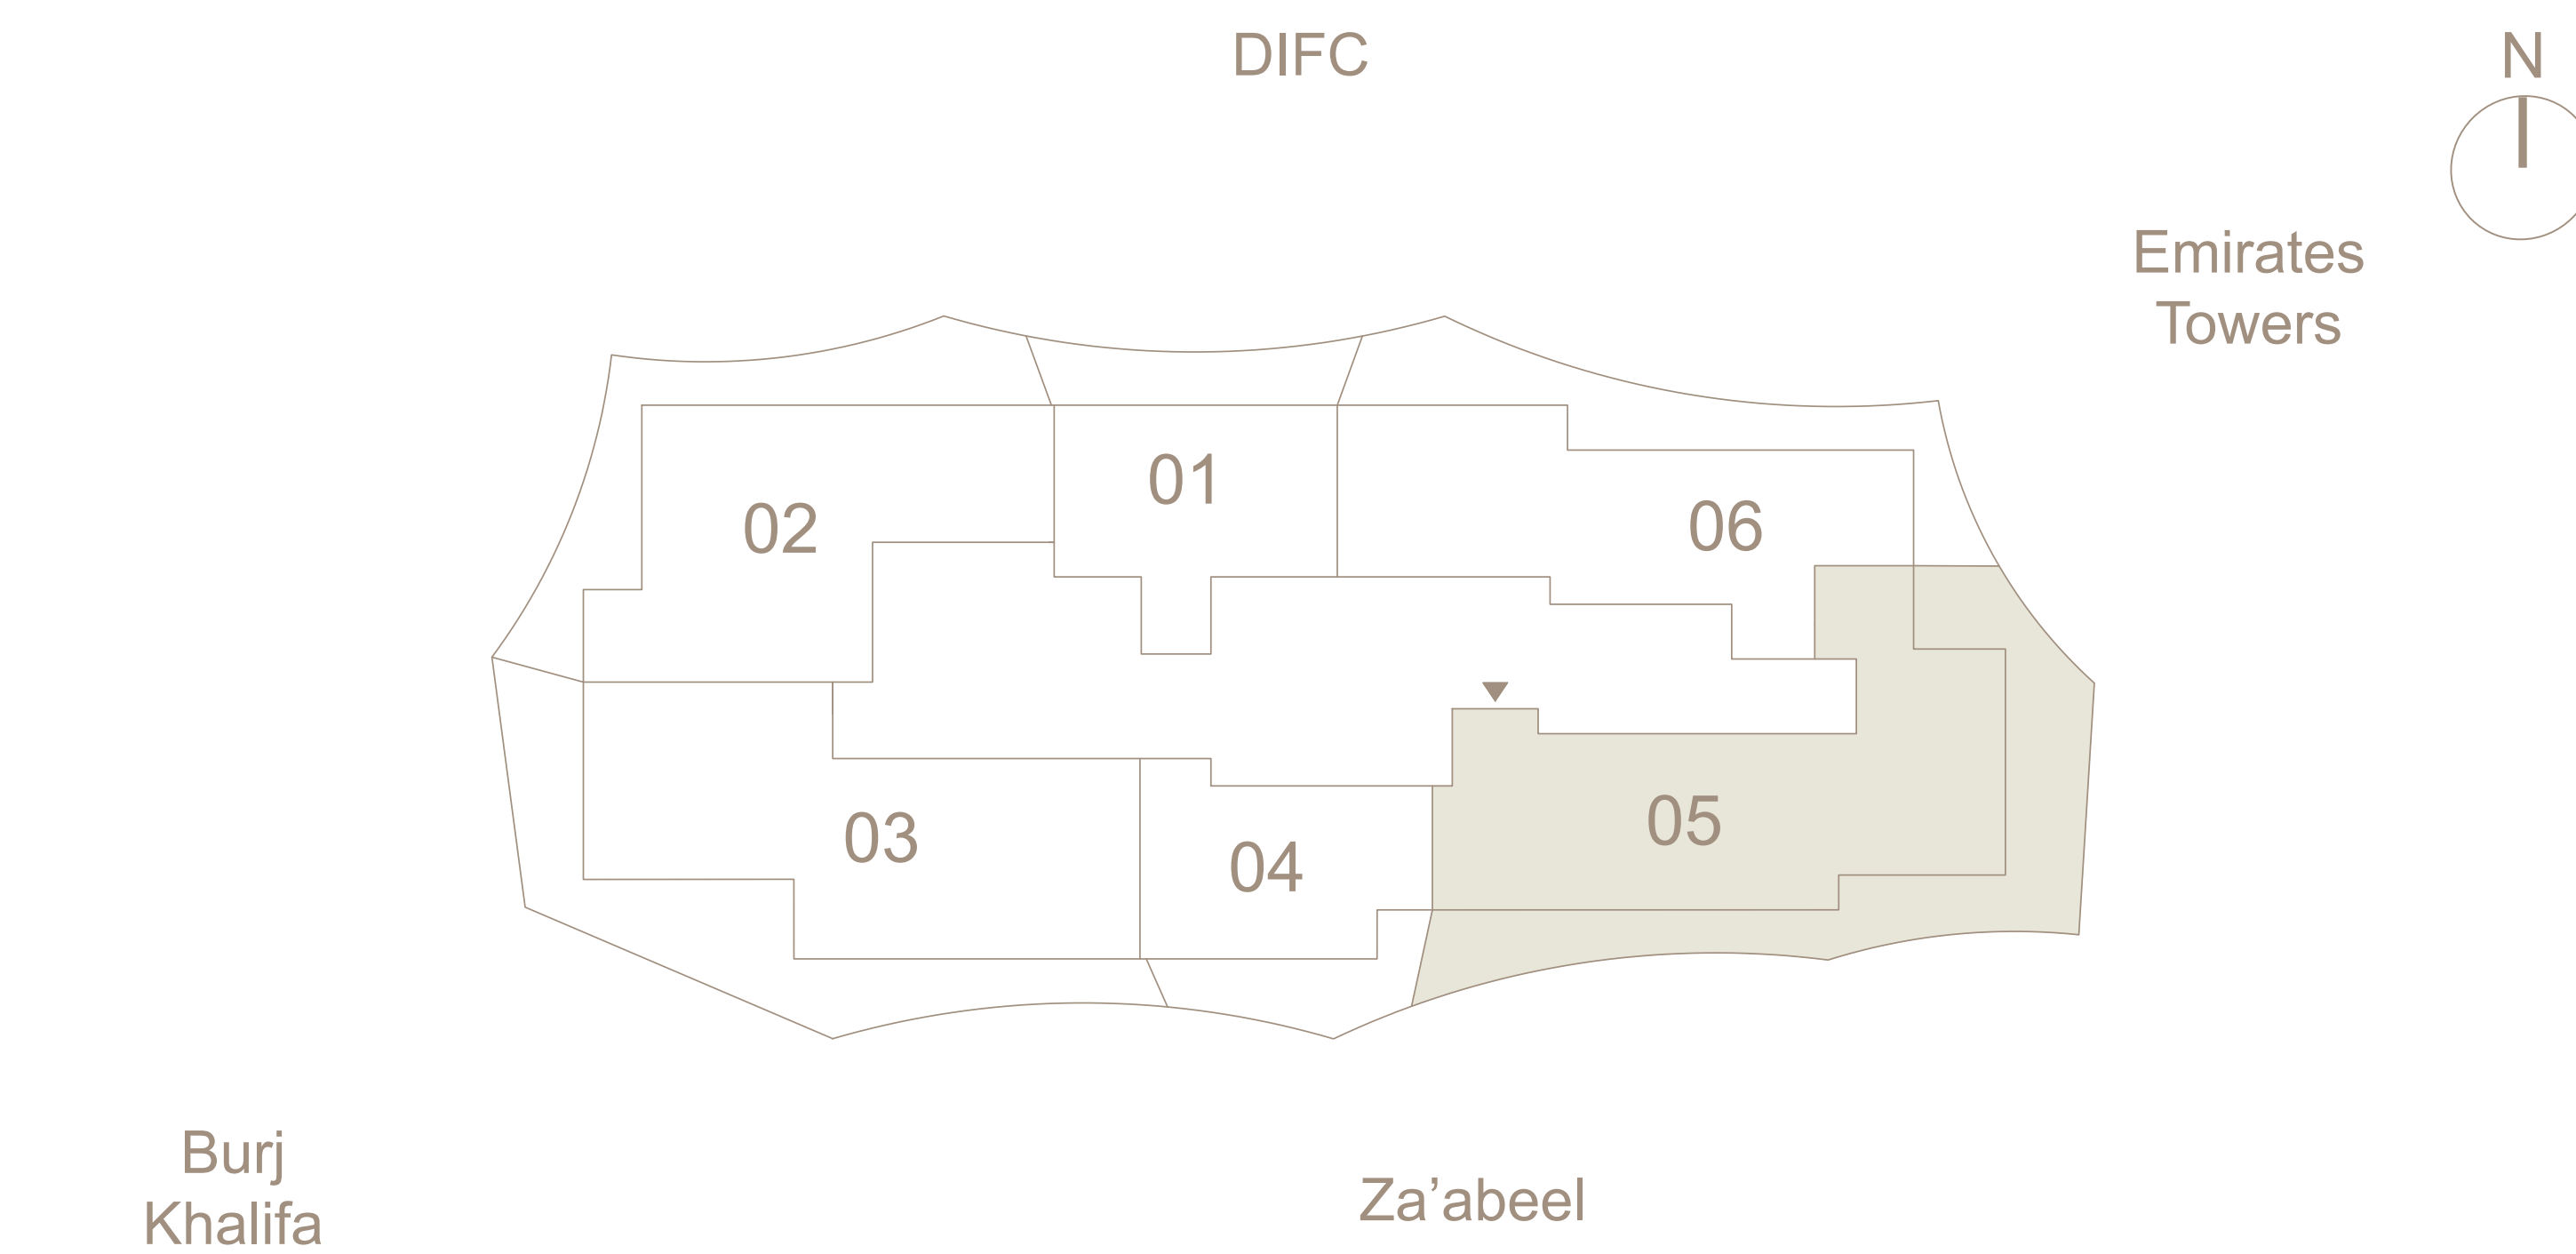 DIFC
N
Emirates
Towers
01
02
06
05
03
04
Burj
Khalifa
Za’abeel